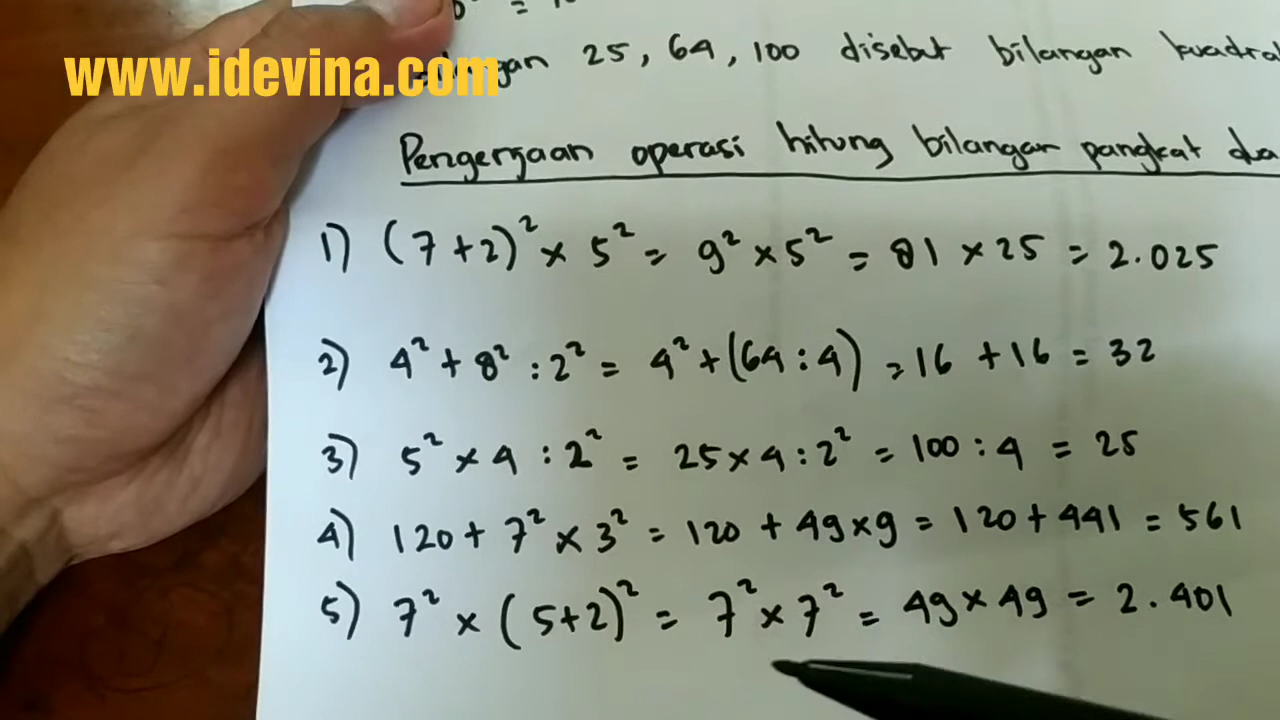 www.idevina.com
25, 64, 100 disebut bilangan
Pengerjaan operasi hitung bilangan pangkat
1) (7+2)² × 5² = 9² × 5² = 81 × 25 = 2.025
2) 4² + 8² : 2² = 4² + (64 : 4) = 16 + 16 = 32
3) 5² × 4 : 2² = 25 × 4 : 2² = 100 : 4 = 25
4) 120 + 7² × 3² = 120 + 49 × 9 = 120 + 441 = 561
5) 7² × (5+2)² = 7² × 7² = 49 × 49 = 2.401